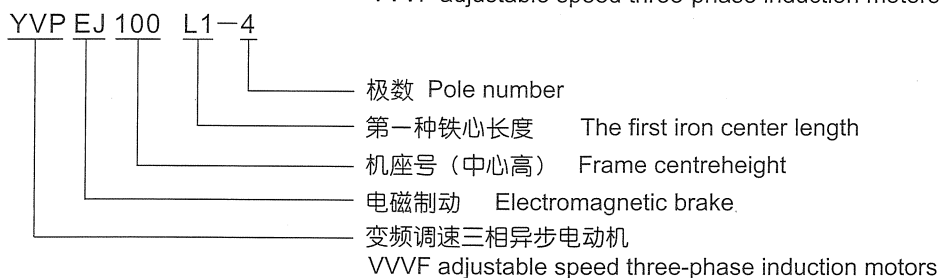 VVVF adjustable speed three-phase induction motors
YVP EJ 100 L1-4
极数 Pole number
第一种铁心长度 The first iron center length
机座号（中心高） Frame centreheight
电磁制动 Electromagnetic brake
变频调速三相异步电动机
VVVF adjustable speed three-phase induction motors